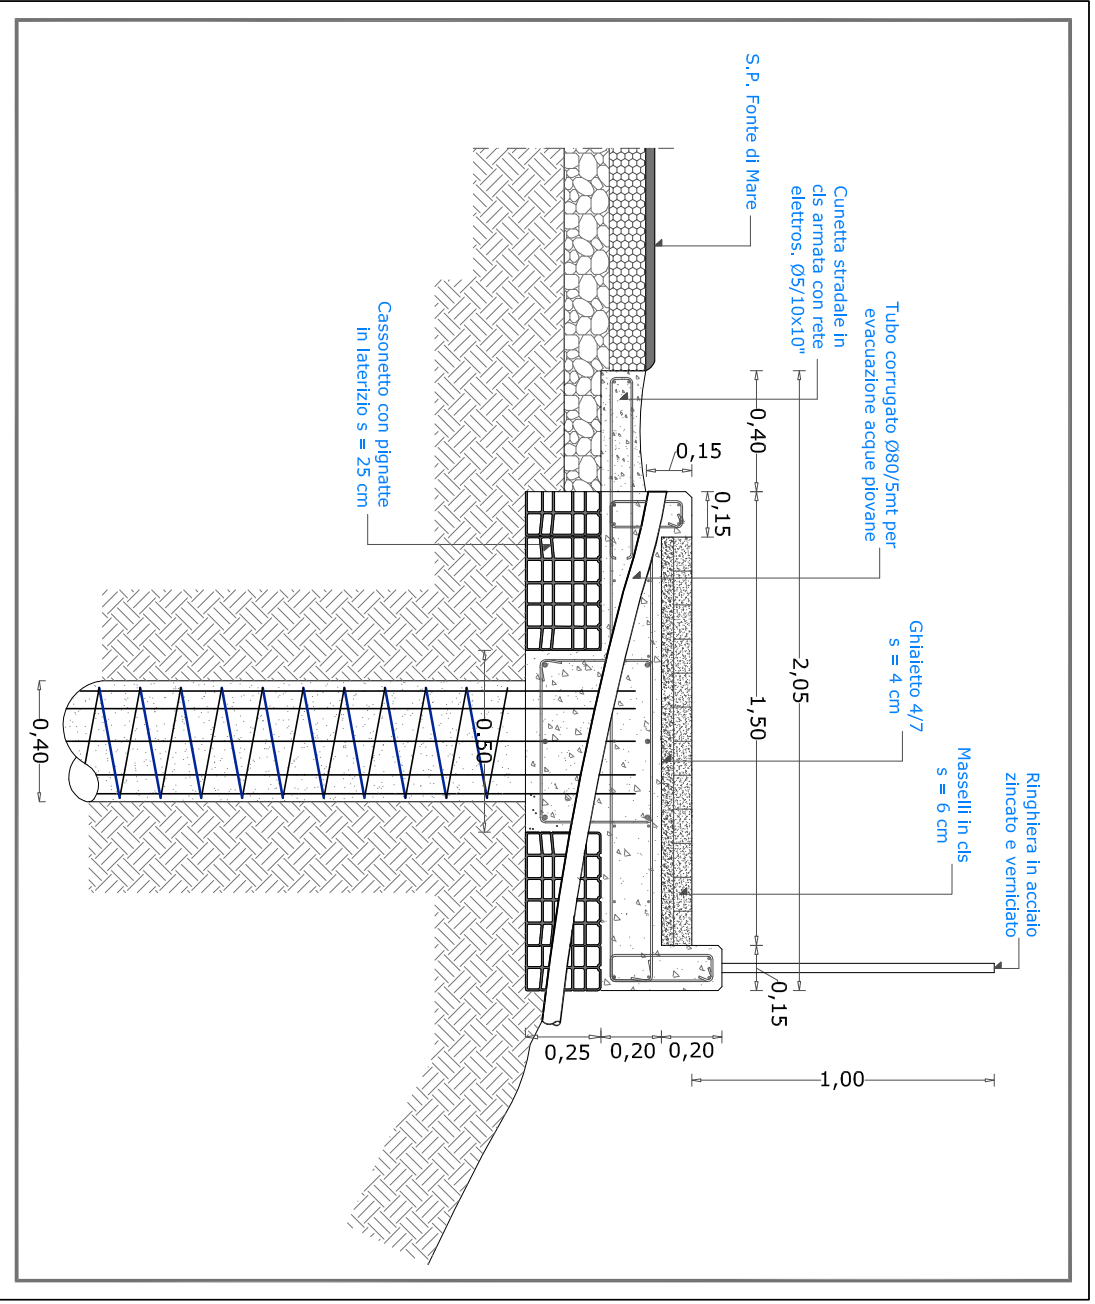 S.P. Fonte di Mare
Cunetta stradale in
cls armata con rete
elettros. Ø5/10x10"
Tubo corrugato Ø80/5mt per
evacuazione acque piovane
Ghiaietto 4/7
s = 4 cm
Masselli in cls
s = 6 cm
Ringhiera in acciaio
zincato e verniciato
Cassonetto con pignatte
in laterizio s = 25 cm
2,05
0,40
1,50
0,15
0,15
0,15
1,00
0,20
0,20
0,25
0.50
0,40